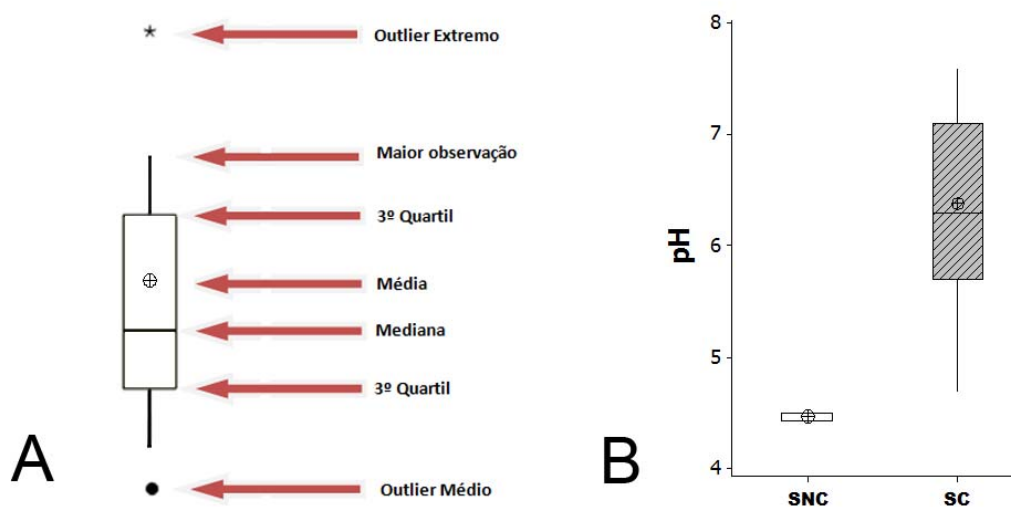 Outlier Extremo
Maior observação
3º Quartil
Média
Mediana
3º Quartil
Outlier Médio
A
8
7
6
5
4
pH
SNC SC
B